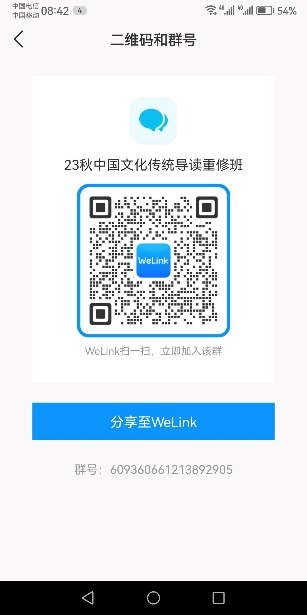 中国电信
中国移动
08:42
4
54%
二维码和群号
23秋中国文化传统导读重修班
WeLink
WeLink扫一扫，立即加入该群
分享至WeLink
群号：609360661213892905